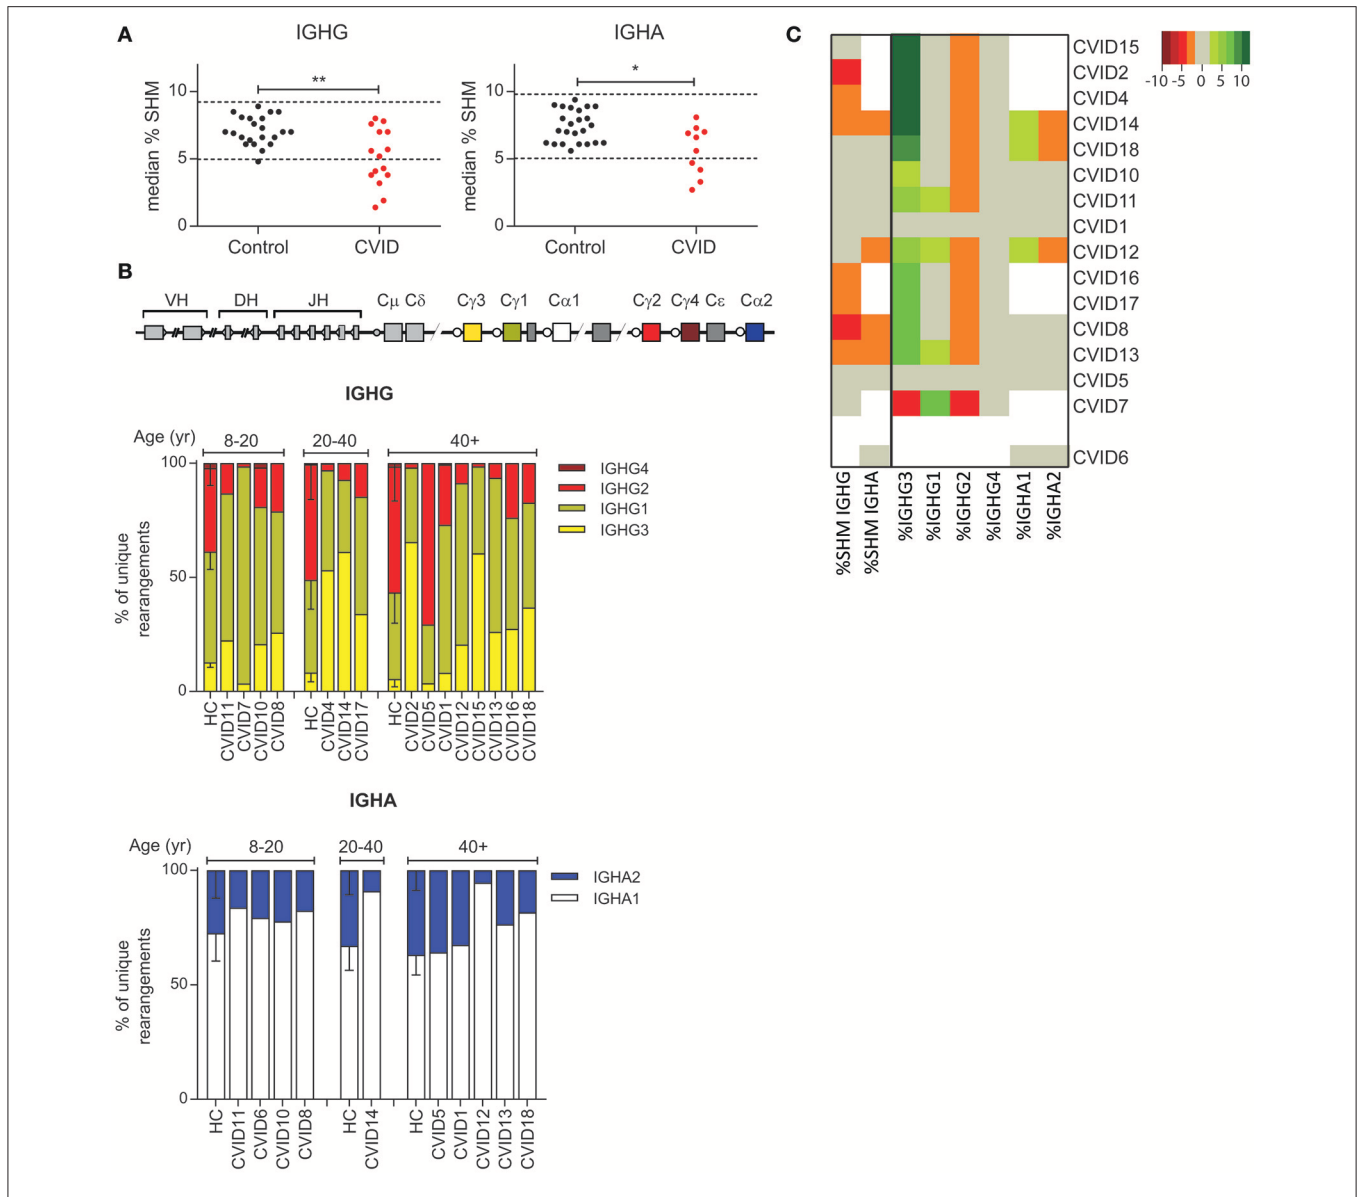 A
IGHG
median % SHM
10
5
0
**
Control
CVID
IGHA
median % SHM
10
5
0
*
Control
CVID
B
VH
DH
JH
Cμ
Cδ
Cγ3
Cγ1
Cα1
Cγ2
Cγ4
Cε
Cα2
IGHG
Age (yr)
8-20
20-40
40+
% of unique
rearangements
100
50
0
HC
CVID11
CVID7
CVID10
CVID8
HC
CVID4
CVID14
CVID17
HC
CVID2
CVID5
CVID1
CVID12
CVID15
CVID13
CVID16
CVID18
IGHG4
IGHG2
IGHG1
IGHG3
IGHA
Age (yr)
8-20
20-40
40+
% of unique
rearangements
100
50
0
HC
CVID11
CVID6
CVID10
CVID8
HC
CVID14
HC
CVID5
CVID1
CVID12
CVID13
CVID18
IGHA2
IGHA1
C
CVID15
CVID2
CVID4
CVID14
CVID18
CVID10
CVID11
CVID1
CVID12
CVID16
CVID17
CVID8
CVID13
CVID5
CVID7
CVID6
%SHM IGHG
%SHM IGHA
%IGHG3
%IGHG1
%IGHG2
%IGHG4
%IGHA1
%IGHA2
-10 -5 0 5 10